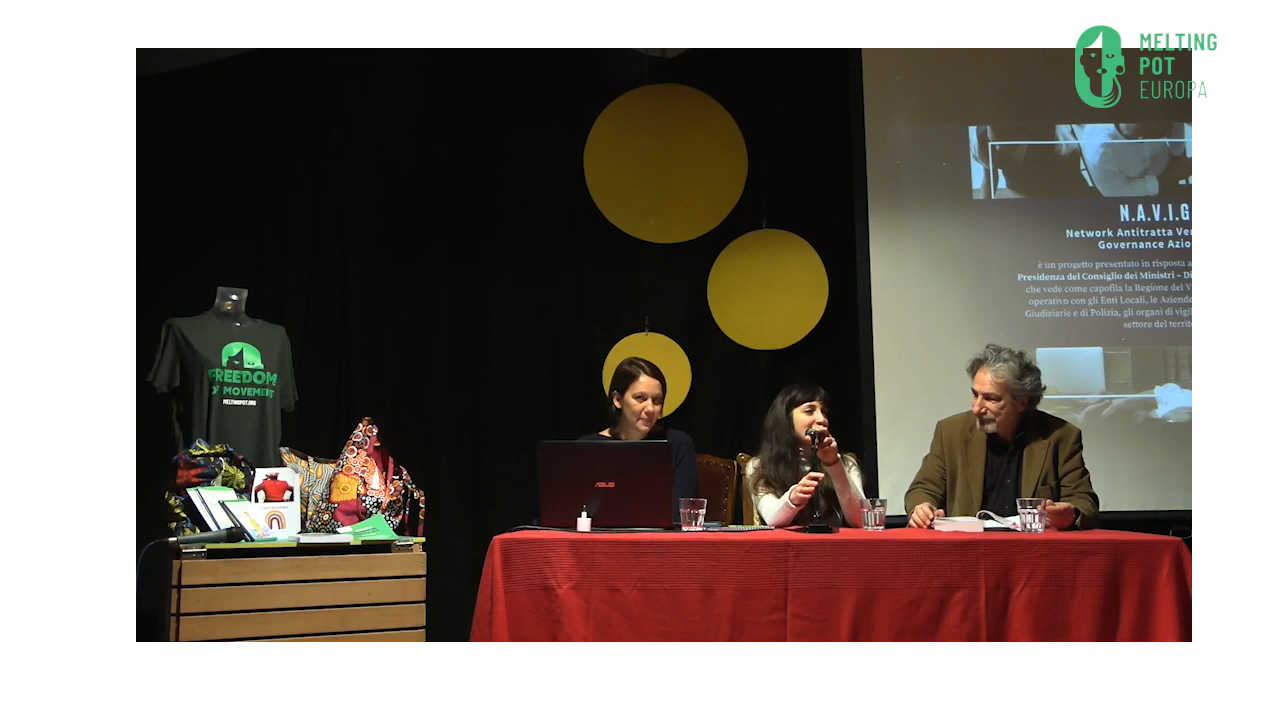 MELTING
POT
EUROPA
N.A.V.I.G
Network Antitratta Ver
Governance Azio
è un progetto presentato in risposta a
Presidenza del Consiglio dei Ministri – Di
che vede come capofila la Regione del V
operativo con gli Enti Locali, le Aziende
Giudiziarie e di Polizia, gli organi di vigil
settore del territo
FREEDOM
OF MOVEMENT
MELTINGPOT.ORG
ASUS